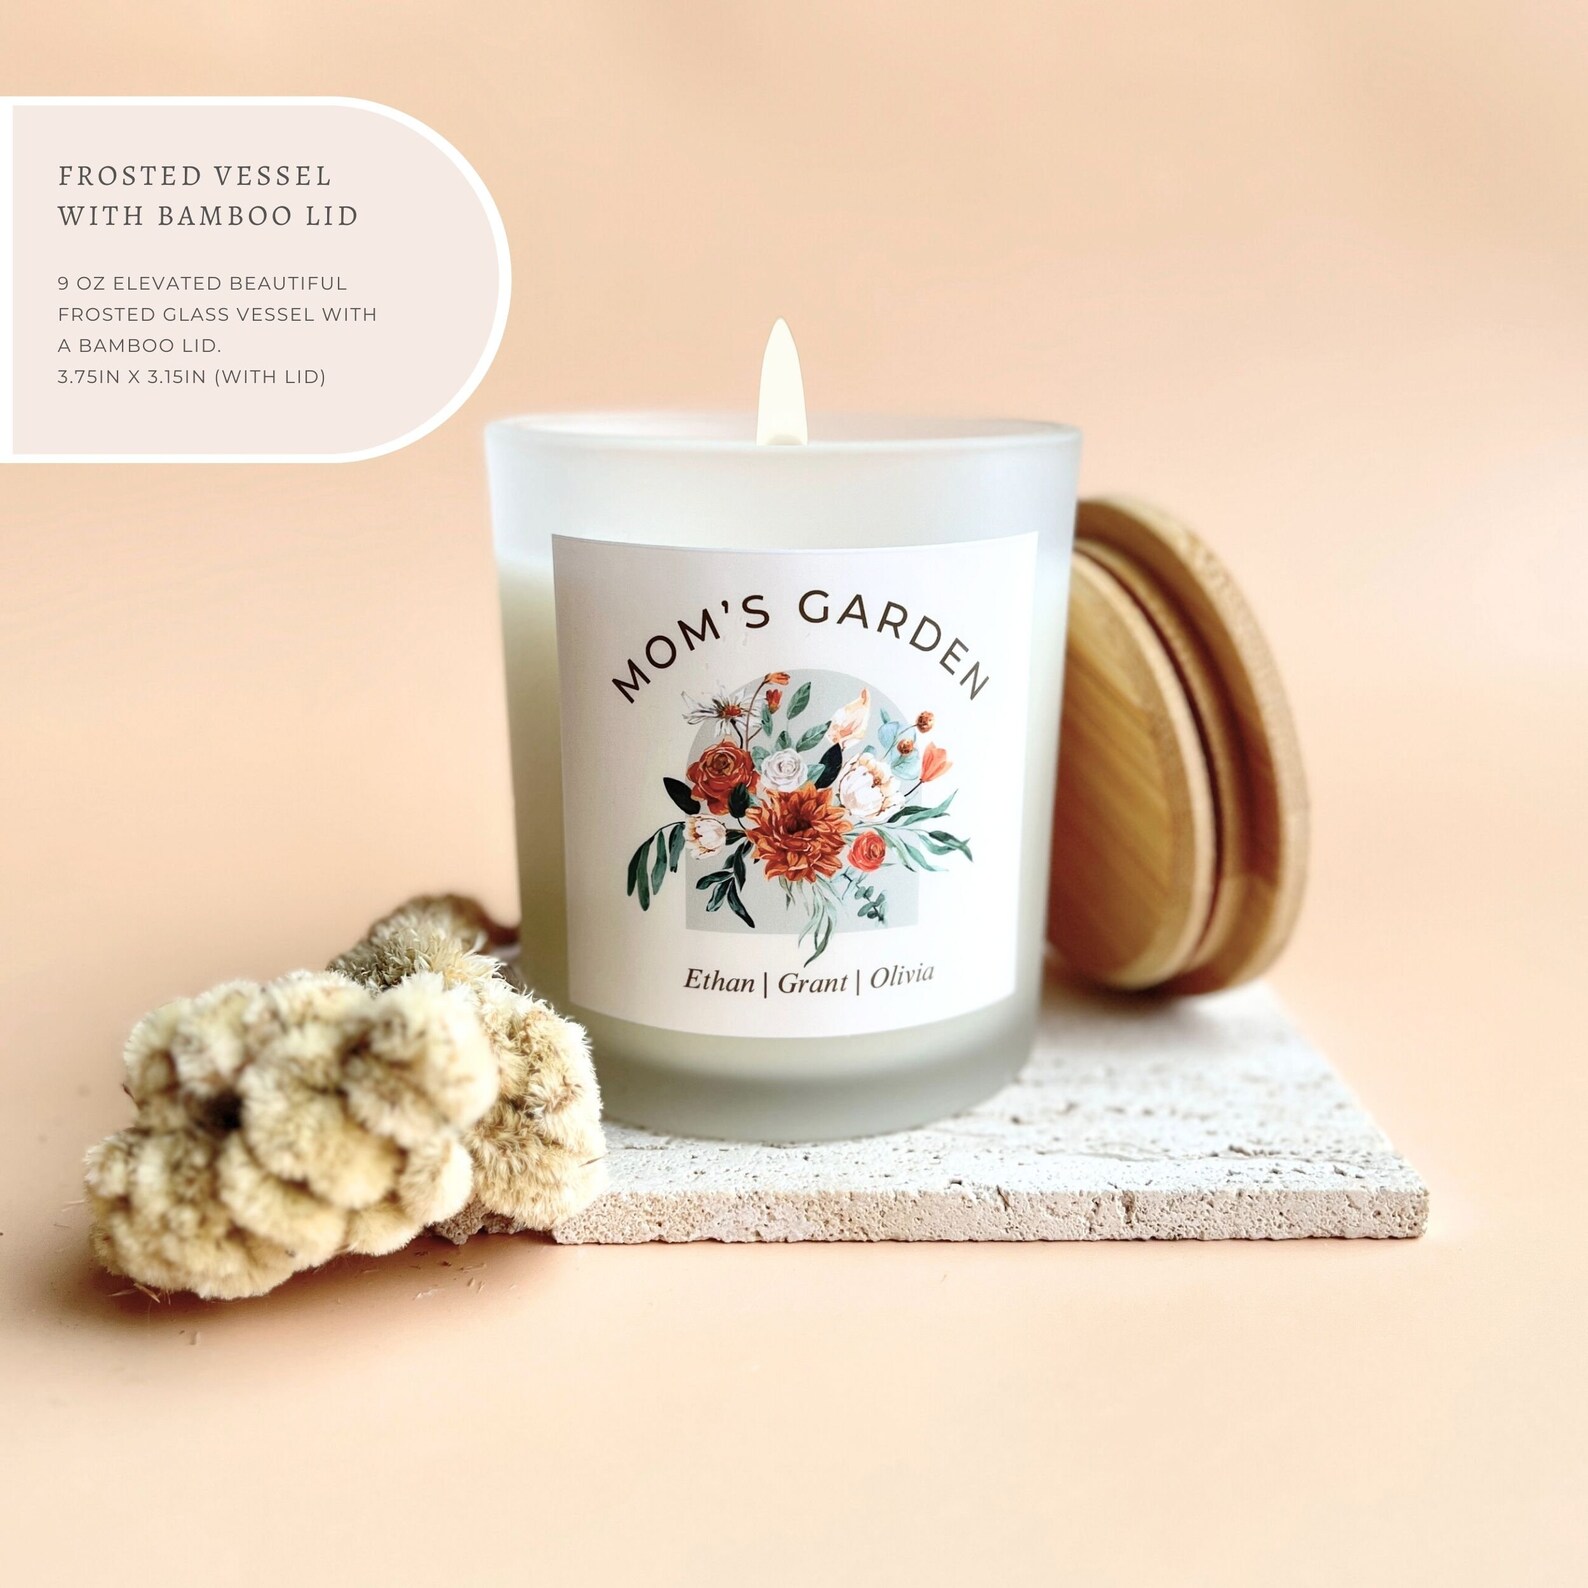 FROSTED VESSEL
WITH BAMBOO LID
9 OZ ELEVATED BEAUTIFUL
FROSTED GLASS VESSEL WITH
A BAMBOO LID.
3.75IN X 3.15IN (WITH LID)
MOM'S GARDEN
Ethan | Grant | Olivia